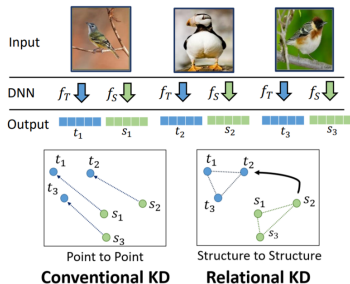 Input
DNN f_T f_S f_T f_S f_T f_S
Output
t_1 s_1 t_2 s_2 t_3 s_3
t_1 t_2 t_3 s_1 s_2 s_3
t_1 t_2 t_3 s_1 s_2 s_3
Point to Point Structure to Structure
Conventional KD Relational KD